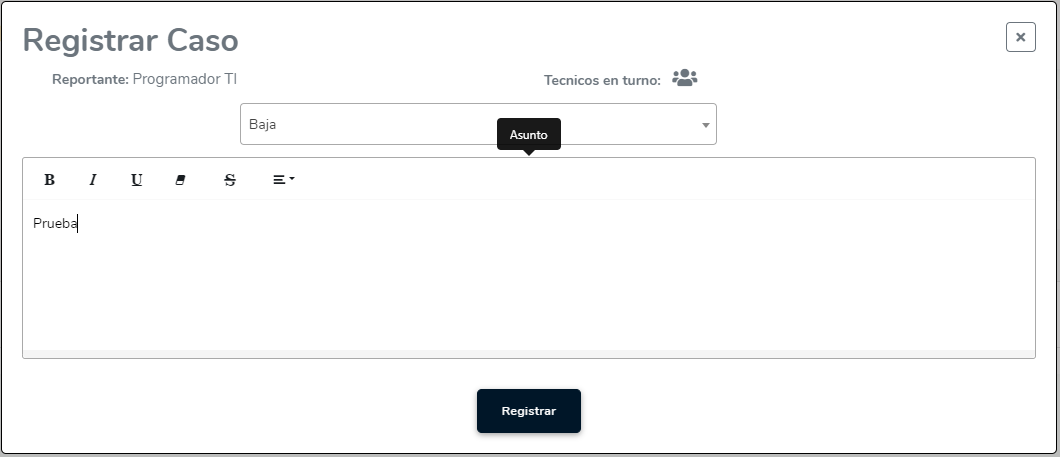 Registrar Caso
Reportante: Programador TI
Tecnicos en turno:
Baja
Asunto
B I U S
Prueba
Registrar